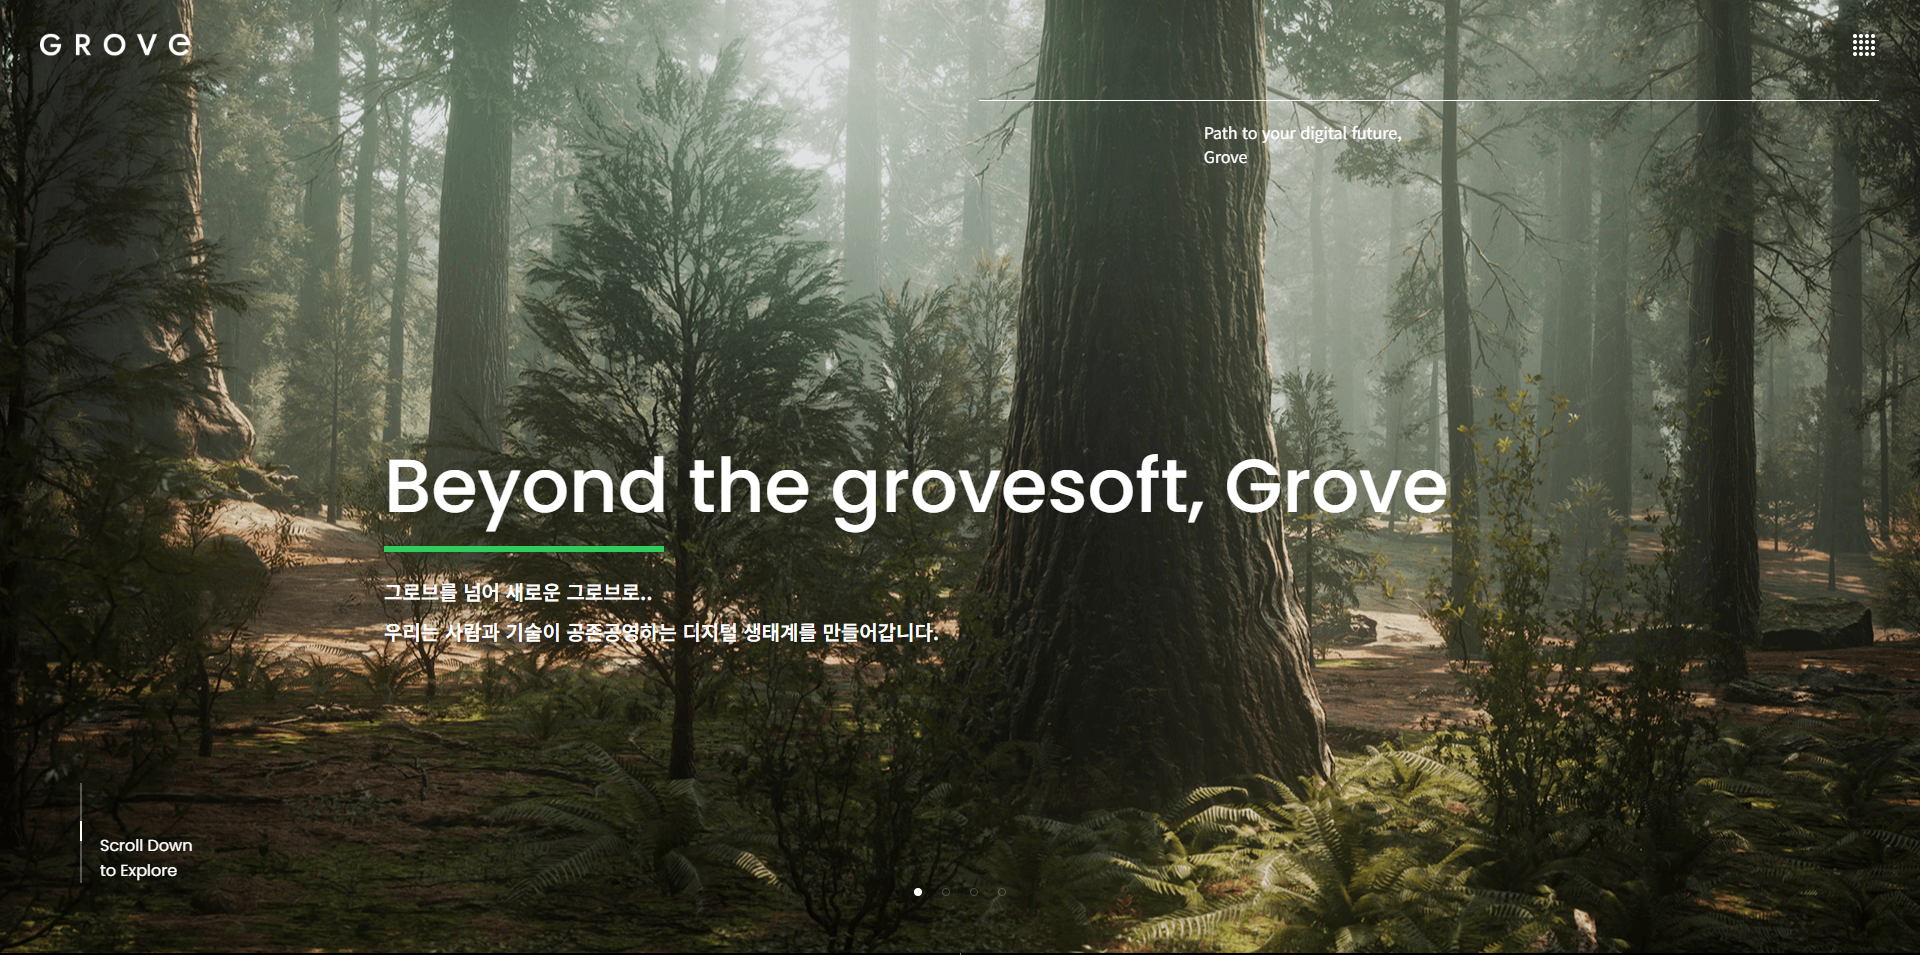 GROVe
Path to your digital future,
Grove
Beyond the grovesoft, Grove
그로브를 넘어 새로운 그로브로..
우리는 사람과 기술이 공존공영하는 디지털 생태계를 만들어갑니다.
Scroll Down
to Explore